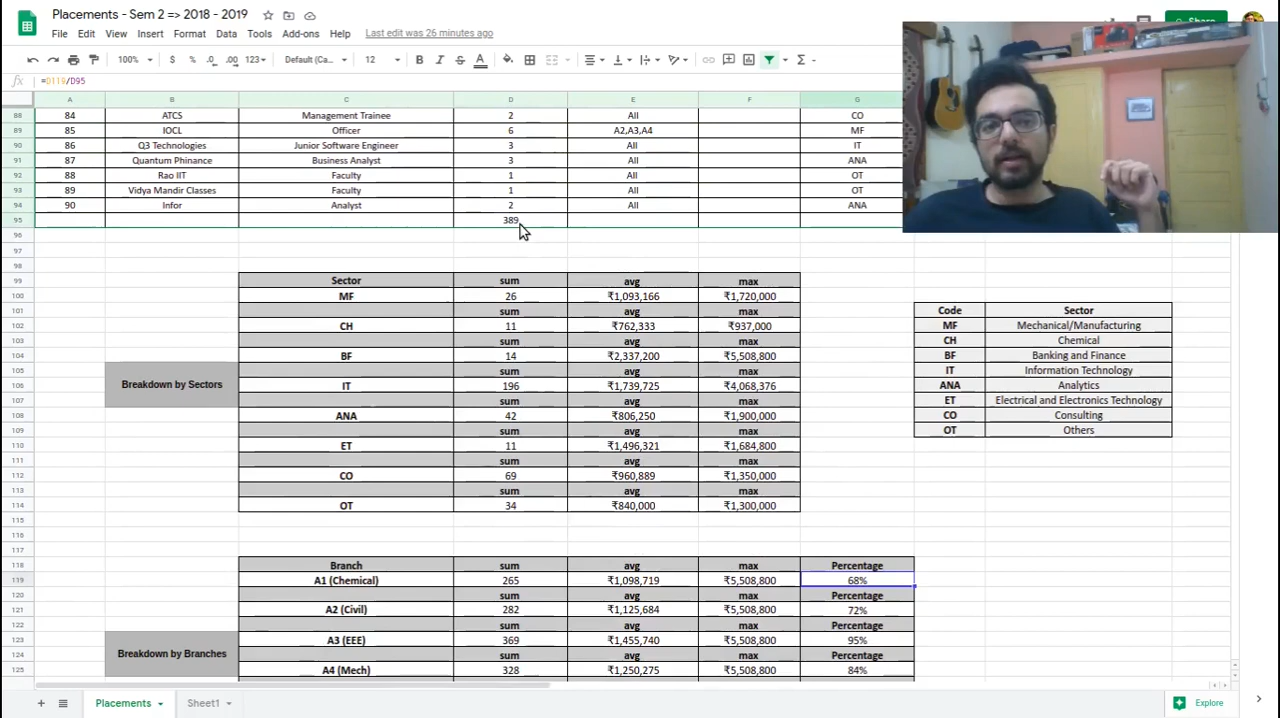 Placements - Sem 2 => 2018 - 2019
File Edit View Insert Format Data Tools Add-ons Help Last edit was 26 minutes ago
100% $ % .0 .00 123 Default (Ca... 12 B I S A
fx =D119/D95
A B C D E F G
88 84 ATCS Management Trainee 2 All CO
89 85 IOCL Officer 6 A2,A3,A4 MF
90 86 Q3 Technologies Junior Software Engineer 3 All IT
91 87 Quantum Phinance Business Analyst 3 All ANA
92 88 Rao IIT Faculty 1 All OT
93 89 Vidya Mandir Classes Faculty 1 All OT
94 90 Infor Analyst 2 All ANA
95 389
96
97
98
99 Sector sum avg max
100 MF 26 ₹1,093,166 ₹1,720,000
101 sum avg max Code Sector
102 CH 11 ₹762,333 ₹937,000 MF Mechanical/Manufacturing
103 sum avg max CH Chemical
104 BF 14 ₹2,337,200 ₹5,508,800 BF Banking and Finance
105 sum avg max IT Information Technology
106 Breakdown by Sectors IT 196 ₹1,739,725 ₹4,068,376 ANA Analytics
107 sum avg max ET Electrical and Electronics Technology
108 ANA 42 ₹806,250 ₹1,900,000 CO Consulting
109 sum avg max OT Others
110 ET 11 ₹1,496,321 ₹1,684,800
111 sum avg max
112 CO 69 ₹960,889 ₹1,350,000
113 sum avg max
114 OT 34 ₹840,000 ₹1,300,000
115
116
117
118 Branch sum avg max Percentage
119 A1 (Chemical) 265 ₹1,098,719 ₹5,508,800 68%
120 sum avg max Percentage
121 A2 (Civil) 282 ₹1,125,684 ₹5,508,800 72%
122 sum avg max Percentage
123 A3 (EEE) 369 ₹1,455,740 ₹5,508,800 95%
124 Breakdown by Branches sum avg max Percentage
125 A4 (Mech) 328 ₹1,250,275 ₹5,508,800 84%
Placements Sheet1 Explore